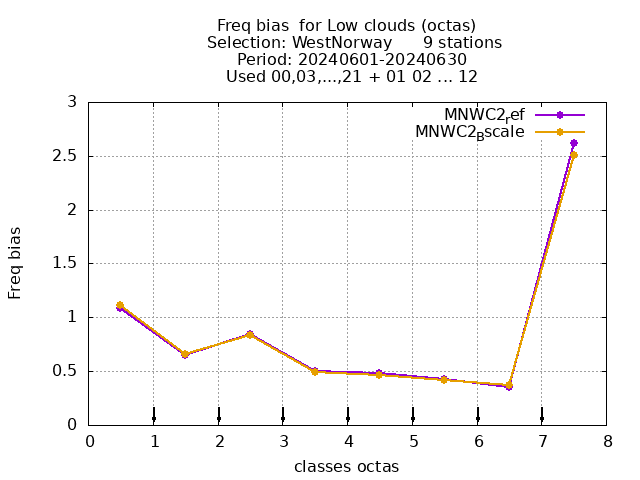 Freq bias  for Low clouds (octas)
Selection: WestNorway      9 stations
Period: 20240601-20240630
Used 00,03,...,21 + 01 02 ... 12
MNWC2ref
MNWC2Bscale
3
2.5
2
1.5
1
0.5
0
Freq bias
0 1 2 3 4 5 6 7 8
classes octas